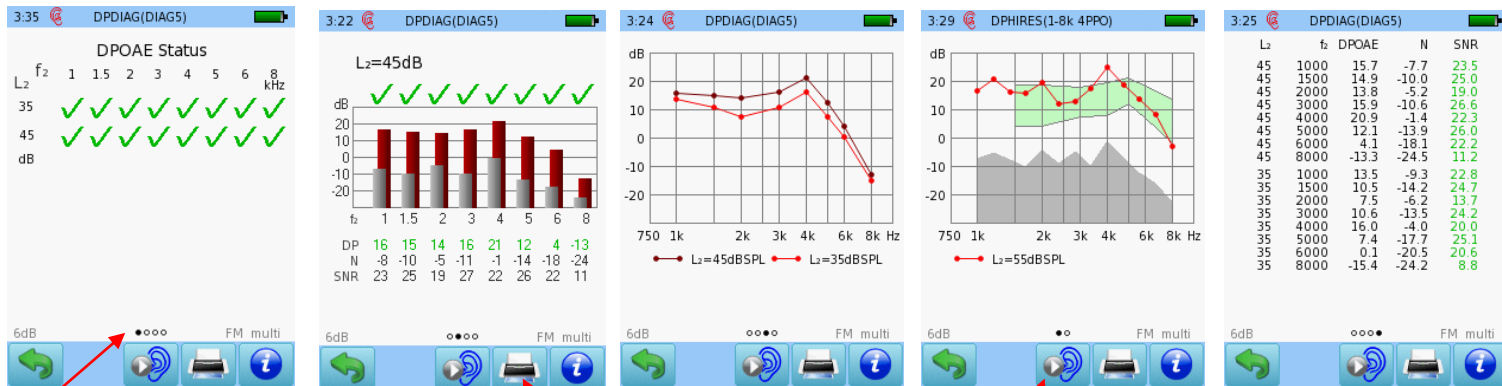 3:35
DPDIAG(DIAG5)
DPOAE Status
L₂ f₂ 1 1.5 2 3 4 5 6 8
kHz
35
45
dB
6dB FM multi
3:22 DPDIAG(DIAG5)
L₂=45dB
dB
20
10
0
-10
-20
f₂ 1 1.5 2 3 4 5 6 8
DP 16 15 14 16 21 12 4 -13
N -8 -10 -5 -11 -1 -14 -18 -24
SNR 23 25 19 27 22 26 22 11
6dB FM multi
3:24 DPDIAG(DIAG5)
dB
20
10
0
-10
-20
750 1k 2k 3k 4k 6k 8k Hz
L₂=45dBSPL L₂=35dBSPL
FM multi
3:29 DPHIRES(1-8k 4PPO)
dB
20
10
0
-10
-20
750 1k 2k 3k 4k 6k 8k Hz
L₂=55dBSPL
6dB FM multi
3:25 DPDIAG(DIAG5)
L₂ f₂ DPOAE N SNR
45 1000 15.7 -7.7 23.5
45 1500 14.9 -10.0 25.0
45 2000 13.8 -5.2 19.0
45 3000 15.9 -10.6 26.6
45 4000 20.9 -1.4 22.3
45 5000 12.1 -13.9 26.0
45 6000 4.1 -18.1 22.2
45 8000 -13.3 -24.5 11.2
35 1000 13.5 -9.3 22.8
35 1500 10.5 -14.2 24.7
35 2000 7.5 -6.2 13.7
35 3000 10.6 -13.5 24.2
35 4000 16.0 -4.0 20.0
35 5000 7.4 -17.7 25.1
35 6000 0.1 -20.5 20.6
35 8000 -15.4 -24.2 8.8
6dB FM multi